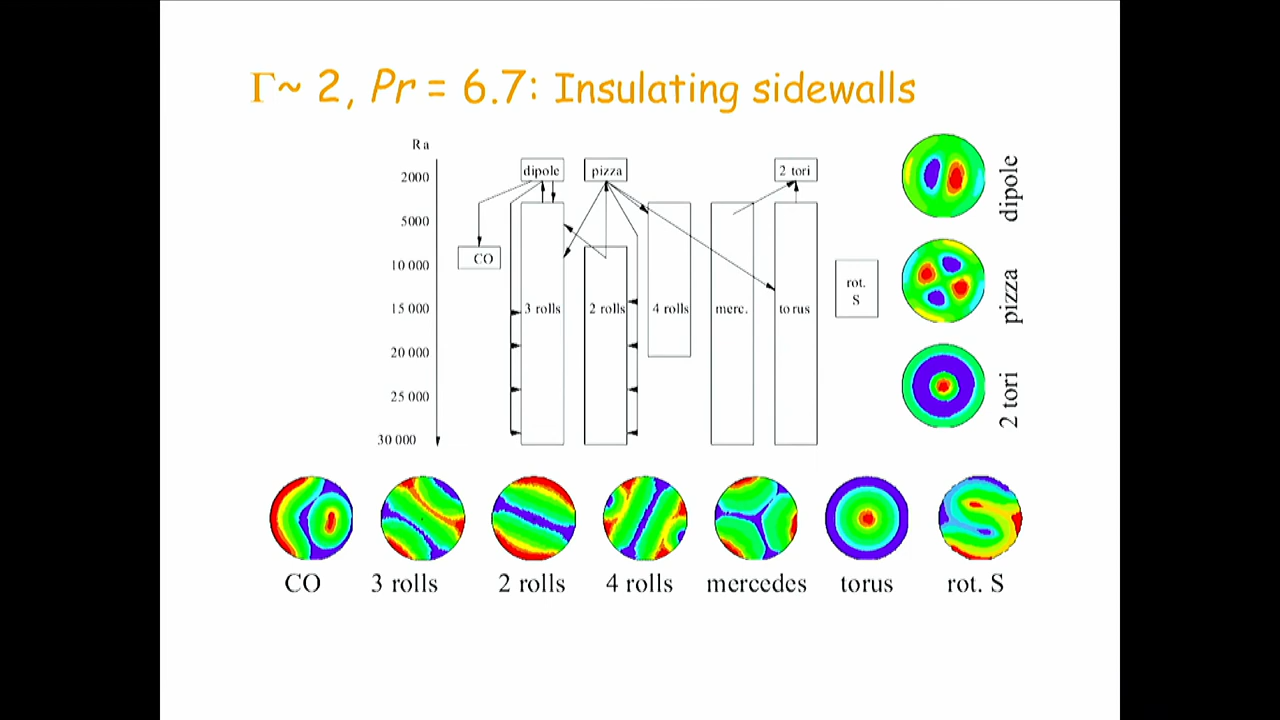 Γ~ 2, Pr = 6.7: Insulating sidewalls
Ra
dipole
pizza
2 tori
2000
5000
CO
10 000
rot.
S
15 000
3 rolls
2 rolls
4 rolls
merc.
torus
20 000
25 000
30 000
dipole
pizza
2 tori
CO
3 rolls
2 rolls
4 rolls
mercedes
torus
rot. S